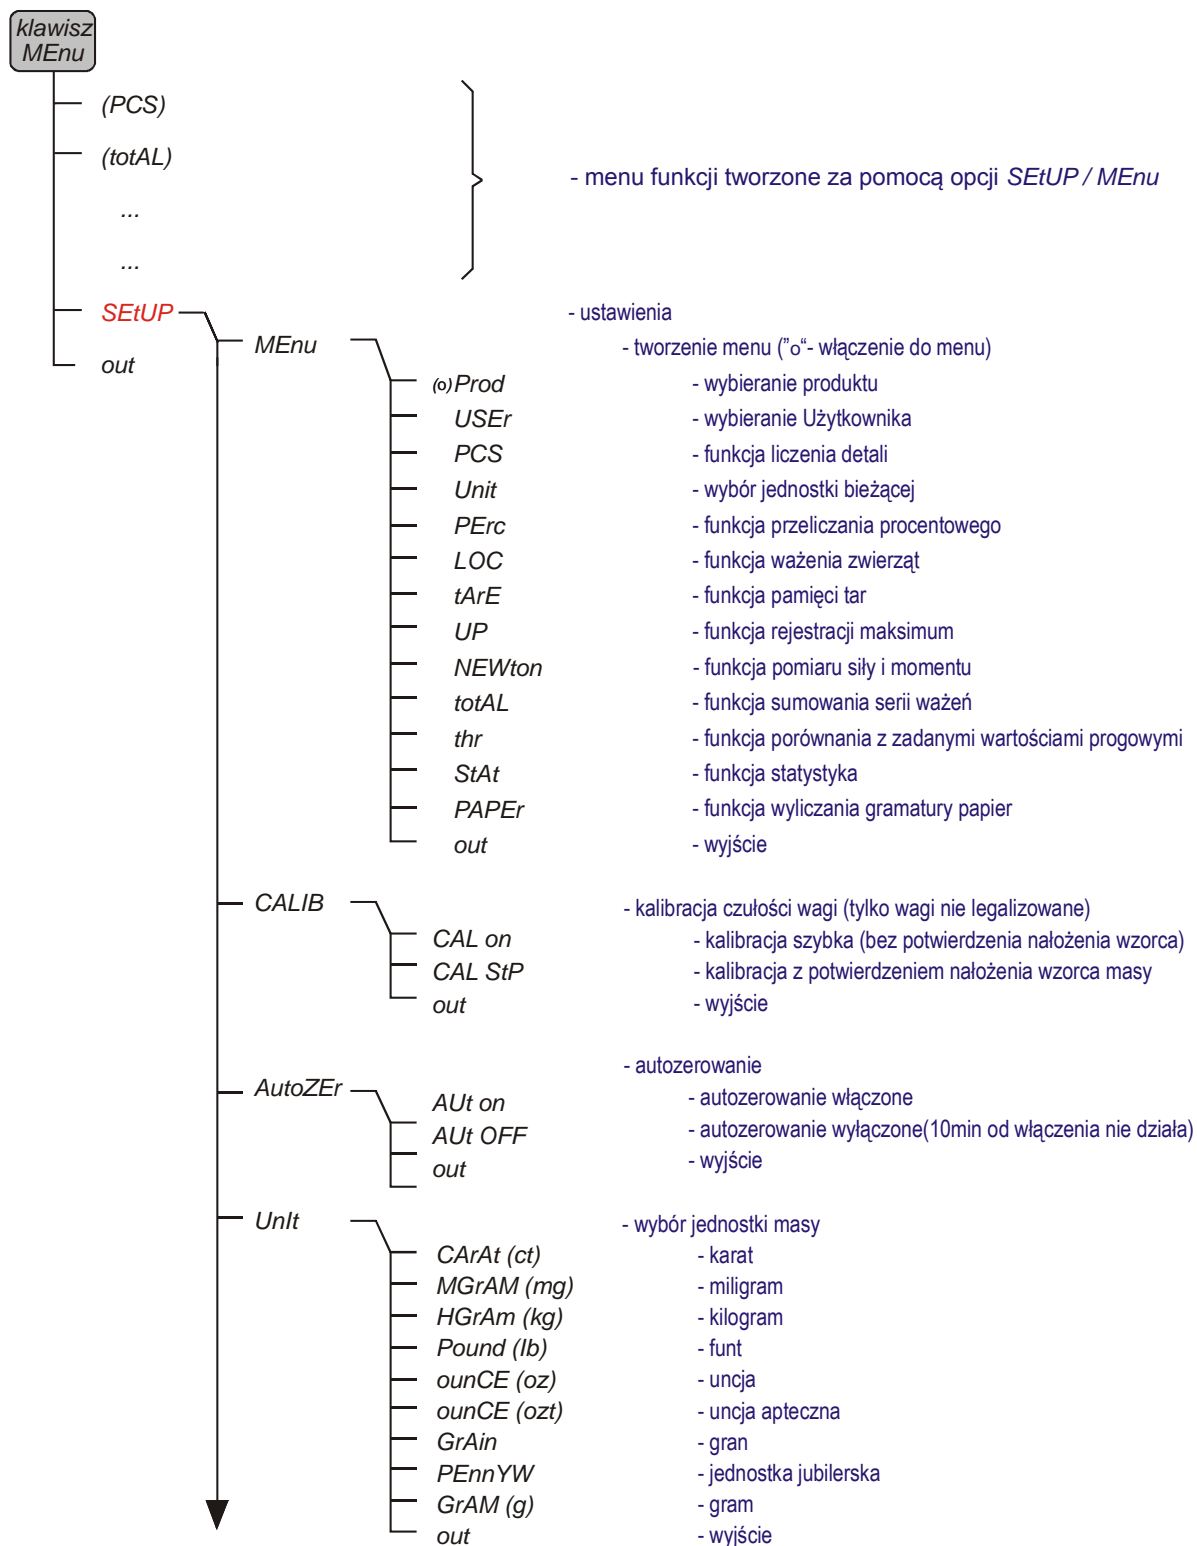 klawisz
MEnu
(PCS)
(totAL)
- menu funkcji tworzone za pomocą opcji SEtUP / MEnu
...
...
SEtUP - ustawienia
MEnu - tworzenie menu (”o“- włączenie do menu)
out
(o) Prod - wybieranie produktu
USEr - wybieranie Użytkownika
PCS - funkcja liczenia detali
Unit - wybór jednostki bieżącej
PErc - funkcja przeliczania procentowego
LOC - funkcja ważenia zwierząt
tArE - funkcja pamięci tar
UP - funkcja rejestracji maksimum
NEWton - funkcja pomiaru siły i momentu
totAL - funkcja sumowania serii ważeń
thr - funkcja porównania z zadanymi wartościami progowymi
StAt - funkcja statystyka
PAPEr - funkcja wyliczania gramatury papier
out - wyjście
CALIB - kalibracja czułości wagi (tylko wagi nie legalizowane)
CAL on - kalibracja szybka (bez potwierdzenia nałożenia wzorca)
CAL StP - kalibracja z potwierdzeniem nałożenia wzorca masy
out - wyjście
AutoZEr - autozerowanie
AUt on - autozerowanie włączone
AUt OFF - autozerowanie wyłączone(10min od włączenia nie działa)
out - wyjście
UnIt - wybór jednostki masy
CArAt (ct) - karat
MGrAM (mg) - miligram
HGrAm (kg) - kilogram
Pound (lb) - funt
ounCE (oz) - uncja
ounCE (ozt) - uncja apteczna
GrAin - gran
PEnnYW - jednostka jubilerska
GrAM (g) - gram
out - wyjście